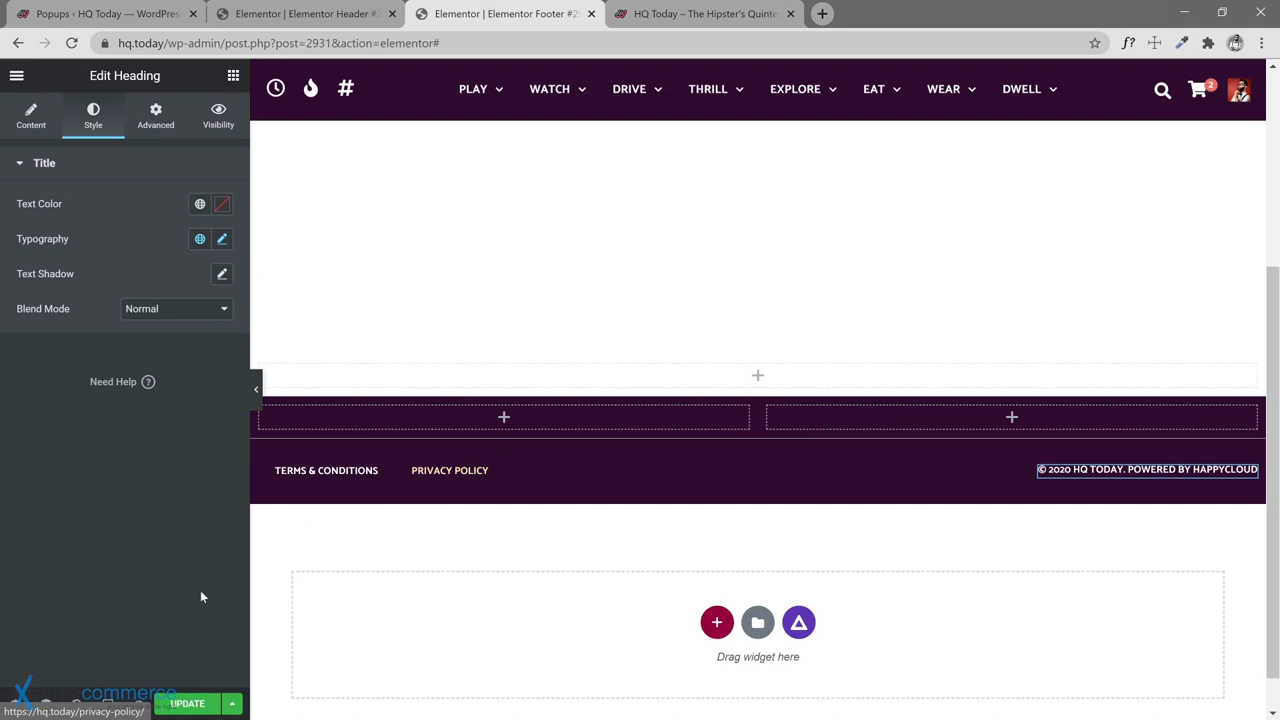 Popups ‹ HQ Today — WordPres
Elementor | Elementor Header #2
Elementor | Elementor Footer #2
HQ Today – The Hipster's Quinte
hq.today/wp-admin/post.php?post=2931&action=elementor#
Edit Heading
Content
Style
Advanced
Visibility
Title
Text Color
Typography
Text Shadow
Blend Mode
Normal
Need Help
PLAY
WATCH
DRIVE
THRILL
EXPLORE
EAT
WEAR
DWELL
2
TERMS & CONDITIONS
PRIVACY POLICY
© 2020 HQ TODAY. POWERED BY HAPPYCLOUD
Drag widget here
commerce
UPDATE
https://hq.today/privacy-policy/